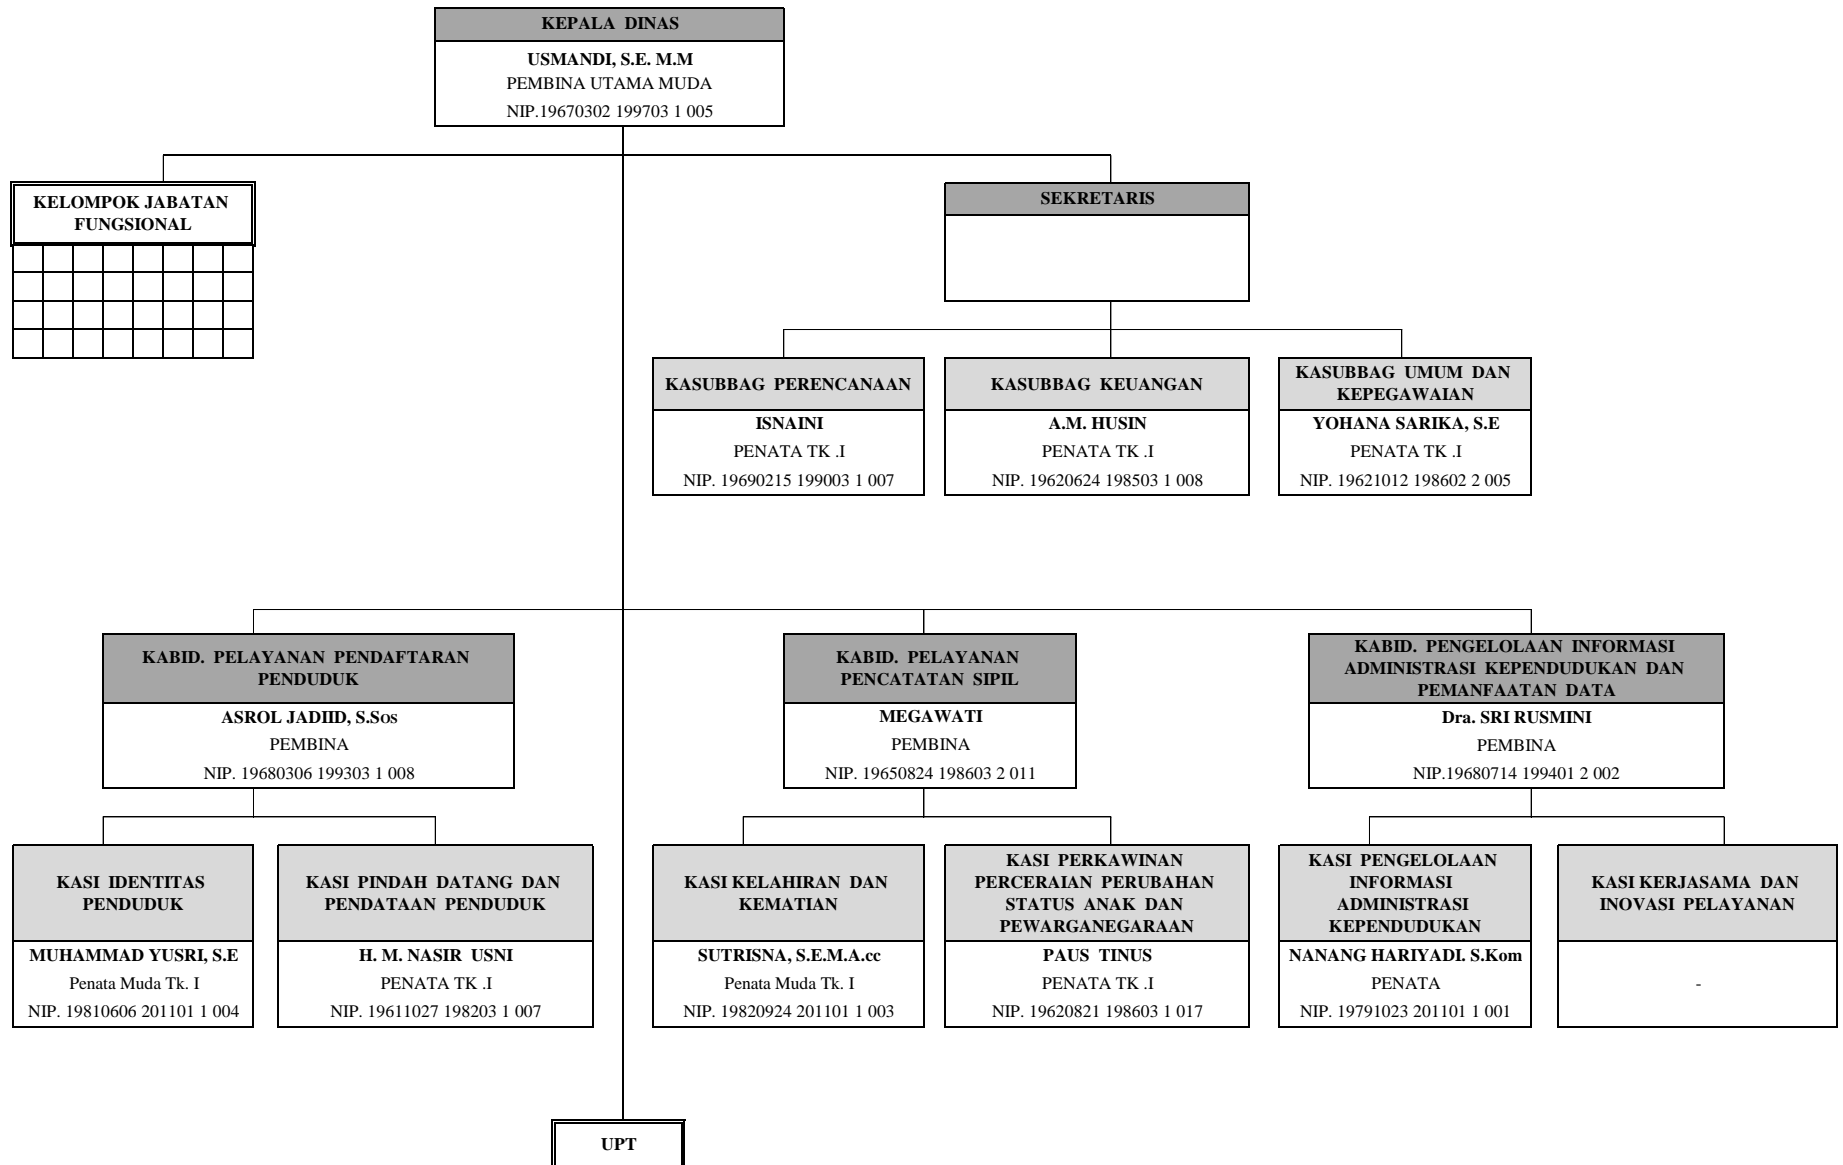 KEPALA DINAS
USMANDI, S.E. M.M
PEMBINA UTAMA MUDA
NIP.19670302 199703 1 005
KELOMPOK JABATAN
FUNGSIONAL
SEKRETARIS
KASUBBAG PERENCANAAN
ISNAINI
PENATA TK .I
NIP. 19690215 199003 1 007
KASUBBAG KEUANGAN
A.M. HUSIN
PENATA TK .I
NIP. 19620624 198503 1 008
KASUBBAG UMUM DAN
KEPEGAWAIAN
YOHANA SARIKA, S.E
PENATA TK .I
NIP. 19621012 198602 2 005
KABID. PELAYANAN PENDAFTARAN
PENDUDUK
ASROL JADIID, S.Sos
PEMBINA
NIP. 19680306 199303 1 008
KABID. PELAYANAN
PENCATATAN SIPIL
MEGAWATI
PEMBINA
NIP. 19650824 198603 2 011
KABID. PENGELOLAAN INFORMASI
ADMINISTRASI KEPENDUDUKAN DAN
PEMANFAATAN DATA
Dra. SRI RUSMINI
PEMBINA
NIP.19680714 199401 2 002
KASI IDENTITAS
PENDUDUK
MUHAMMAD YUSRI, S.E
Penata Muda Tk. I
NIP. 19810606 201101 1 004
KASI PINDAH DATANG DAN
PENDATAAN PENDUDUK
H. M. NASIR USNI
PENATA TK .I
NIP. 19611027 198203 1 007
KASI KELAHIRAN DAN
KEMATIAN
SUTRISNA, S.E.M.A.cc
Penata Muda Tk. I
NIP. 19820924 201101 1 003
KASI PERKAWINAN
PERCERAIAN PERUBAHAN
STATUS ANAK DAN
PEWARGANEGARAAN
PAUS TINUS
PENATA TK .I
NIP. 19620821 198603 1 017
KASI PENGELOLAAN
INFORMASI
ADMINISTRASI
KEPENDUDUKAN
NANANG HARIYADI. S.Kom
PENATA
NIP. 19791023 201101 1 001
KASI KERJASAMA DAN
INOVASI PELAYANAN
-
UPT